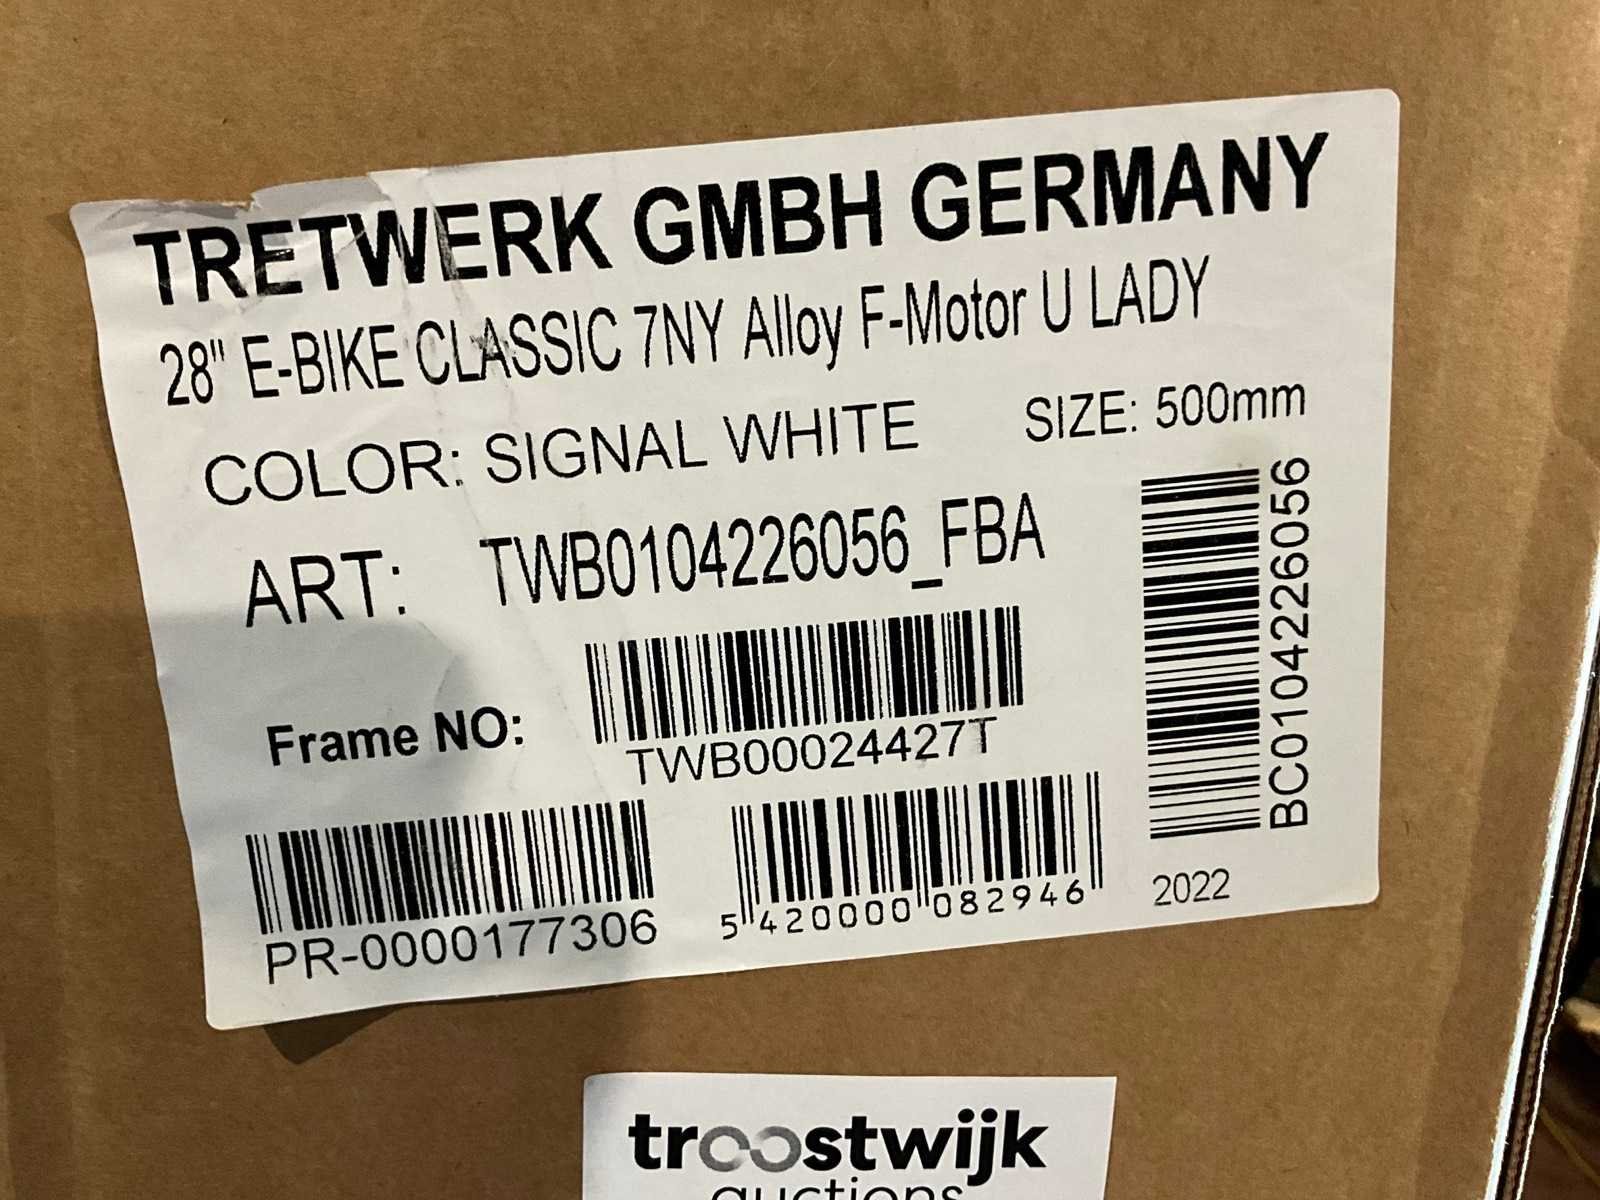 TRETWERK GMBH GERMANY
28" E-BIKE CLASSIC 7NY Alloy F-Motor U LADY
COLOR: SIGNAL WHITE SIZE: 500mm
ART: TWB0104226056_FBA
BC0104226056
Frame NO:
TWB00024427T
PR-0000177306
5 420000 082946
2022
troostwijk
auctions